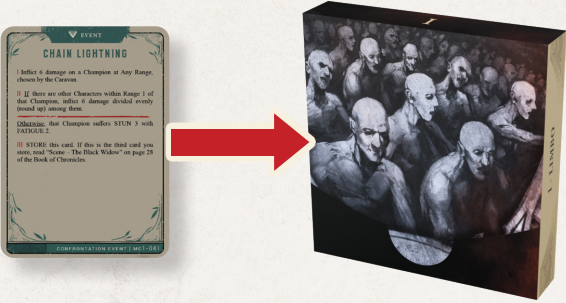 EVENT
CHAIN LIGHTNING
I Inflict 6 damage on a Champion at Any Range,
chosen by the Caravan.
II If there are other Characters within Range 1 of
that Champion, inflict 6 damage divided evenly
(round up) among them.
Otherwise, that Champion suffers STUN 3 with
FATIGUE 2.
III STORE this card. If this is the third card you
store, read “Scene – The Black Widow” on page 28
of the Book of Chronicles.
CONFRONTATION EVENT | MC1-041
I
I - LIMBO